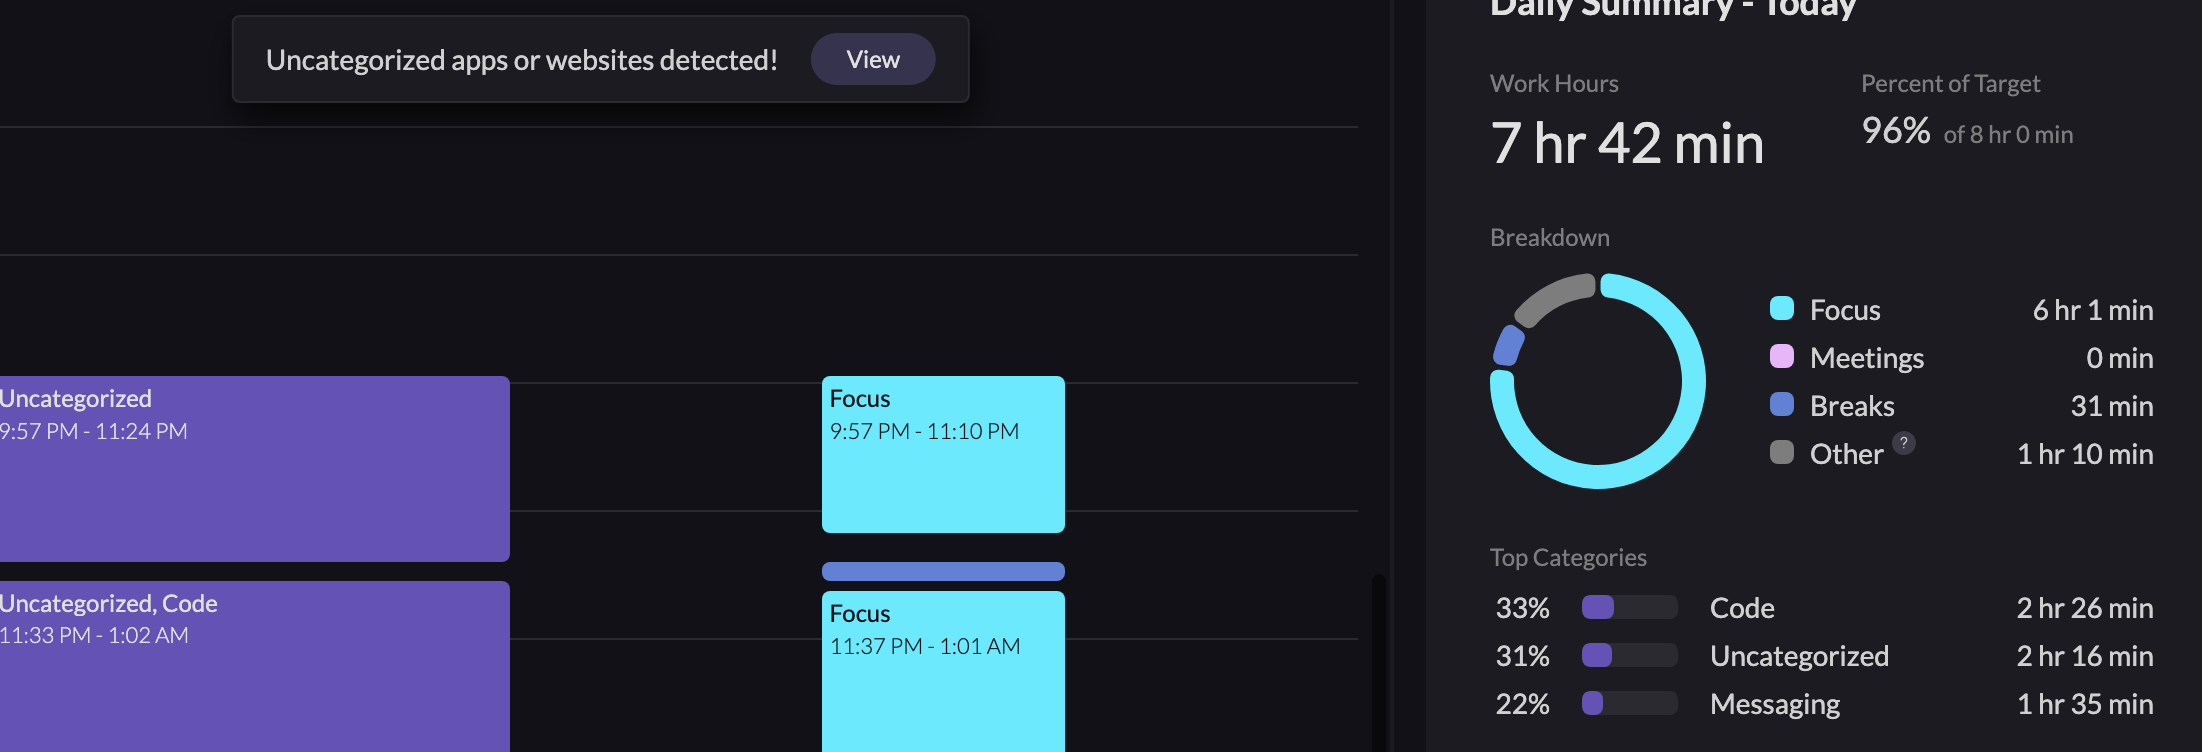 Uncategorized apps or websites detected!
View
Uncategorized
9:57 PM - 11:24 PM
Focus
9:57 PM - 11:10 PM
Uncategorized, Code
11:33 PM - 1:02 AM
Focus
11:37 PM - 1:01 AM
Daily Summary - Today
Work Hours
7 hr 42 min
Percent of Target
96% of 8 hr 0 min
Breakdown
Focus 6 hr 1 min
Meetings 0 min
Breaks 31 min
Other ? 1 hr 10 min
Top Categories
33% Code 2 hr 26 min
31% Uncategorized 2 hr 16 min
22% Messaging 1 hr 35 min